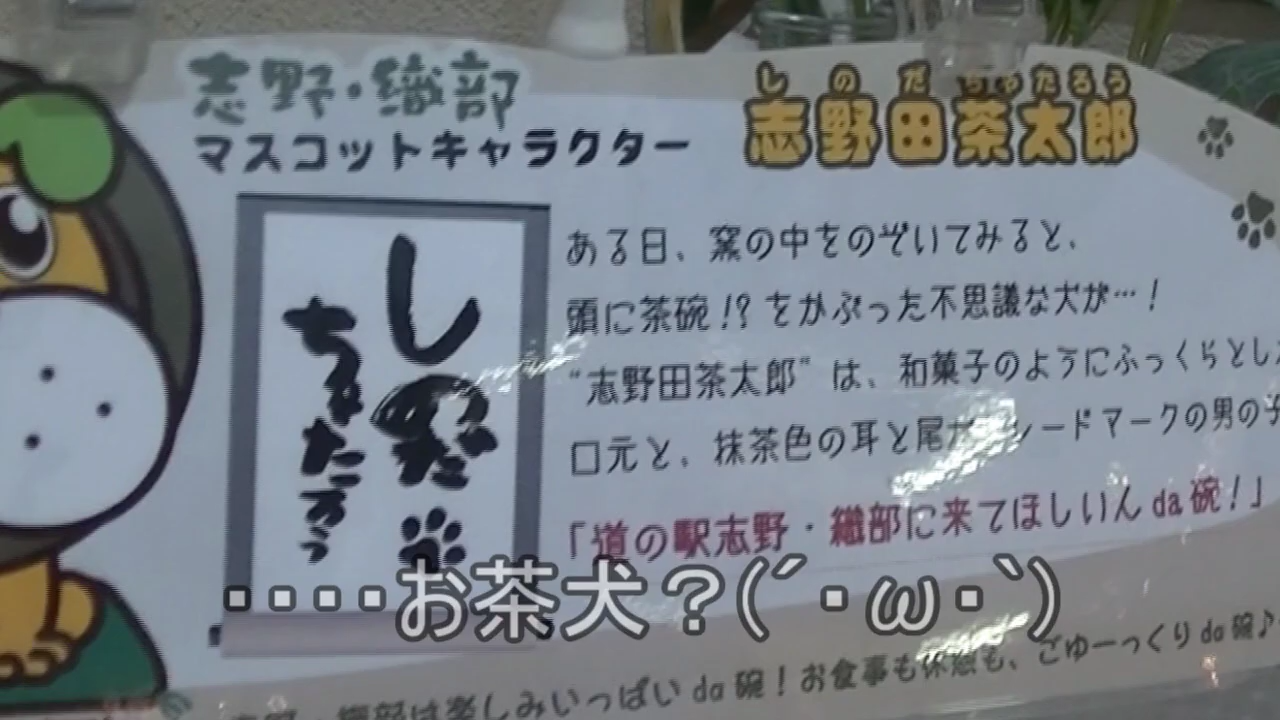 志野・織部
マスコットキャラクター
しのだちゃたろう
志野田茶太郎
しのだ
ちゃたろう
ある日、窯の中をのぞいてみると、
頭に茶碗!?をかぶった不思議な犬が…!
“志野田茶太郎”は、和菓子のようにふっくらとし
口元と、抹茶色の耳と尾がトレードマークの男の子
「道の駅志野・織部に来てほしいんda碗!」
・・・・お茶犬?(´・ω・`)
織部は楽しみいっぱいda碗!お食事も休憩も、ごゆーっくりda碗♪